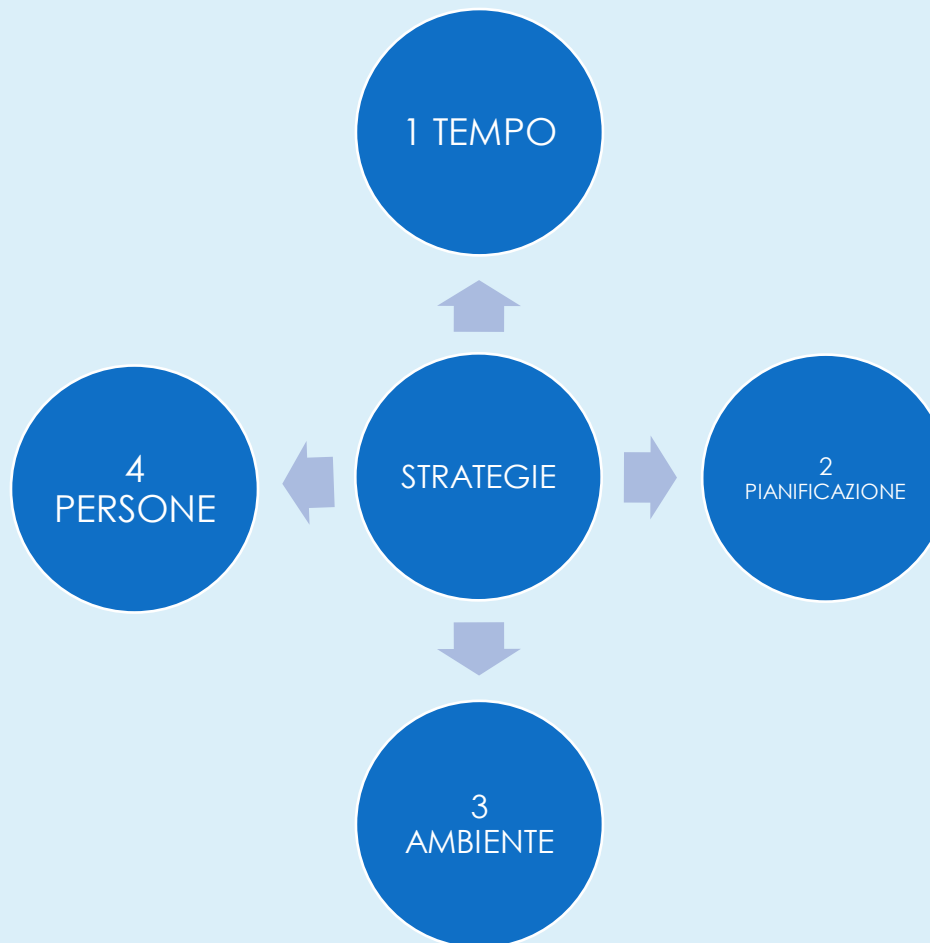 1 TEMPO
4
PERSONE
STRATEGIE
2
PIANIFICAZIONE
3
AMBIENTE